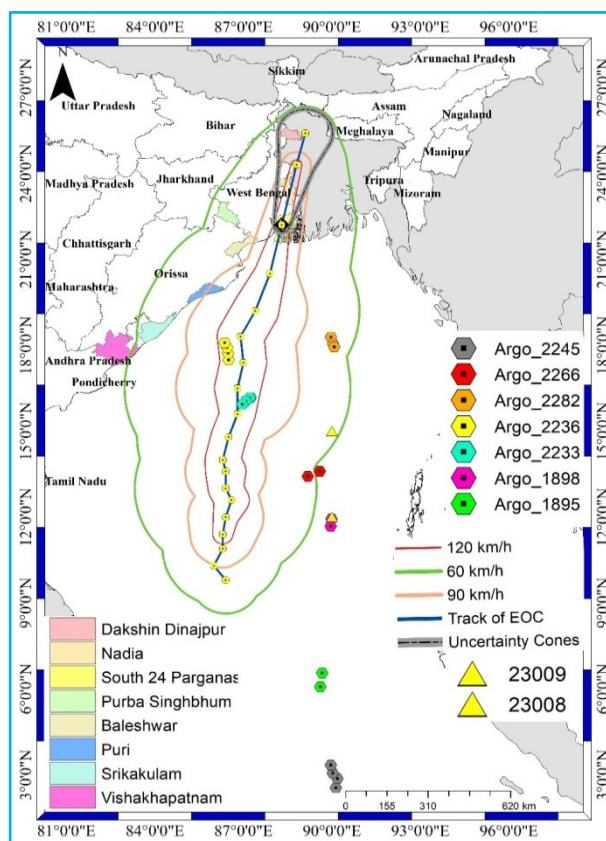 81°0'0"E 84°0'0"E 87°0'0"E 90°0'0"E 93°0'0"E 96°0'0"E
N
Sikkim
Arunachal Pradesh
27°0'0"N
Uttar Pradesh
Assam
Nagaland
Bihar
Meghalaya
Manipur
24°0'0"N
Madhya Pradesh
Jharkhand
Tripura
West Bengal
Mizoram
Chhattisgarh
21°0'0"N
Orissa
Maharashtra
18°0'0"N
Andhra Pradesh
Pondicherry
15°0'0"N
Tamil Nadu
12°0'0"N
9°0'0"N
6°0'0"N
3°0'0"N
Argo_2245
Argo_2266
Argo_2282
Argo_2236
Argo_2233
Argo_1898
Argo_1895
120 km/h
60 km/h
90 km/h
Track of EOC
Uncertainty Cones
23009
23008
Dakshin Dinajpur
Nadia
South 24 Parganas
Purba Singhbhum
Baleshwar
Puri
Srikakulam
Vishakhapatnam
0 155 310 620 km
27°0'0"N
24°0'0"N
21°0'0"N
18°0'0"N
15°0'0"N
12°0'0"N
9°0'0"N
6°0'0"N
3°0'0"N
81°0'0"E 84°0'0"E 87°0'0"E 90°0'0"E 93°0'0"E 96°0'0"E